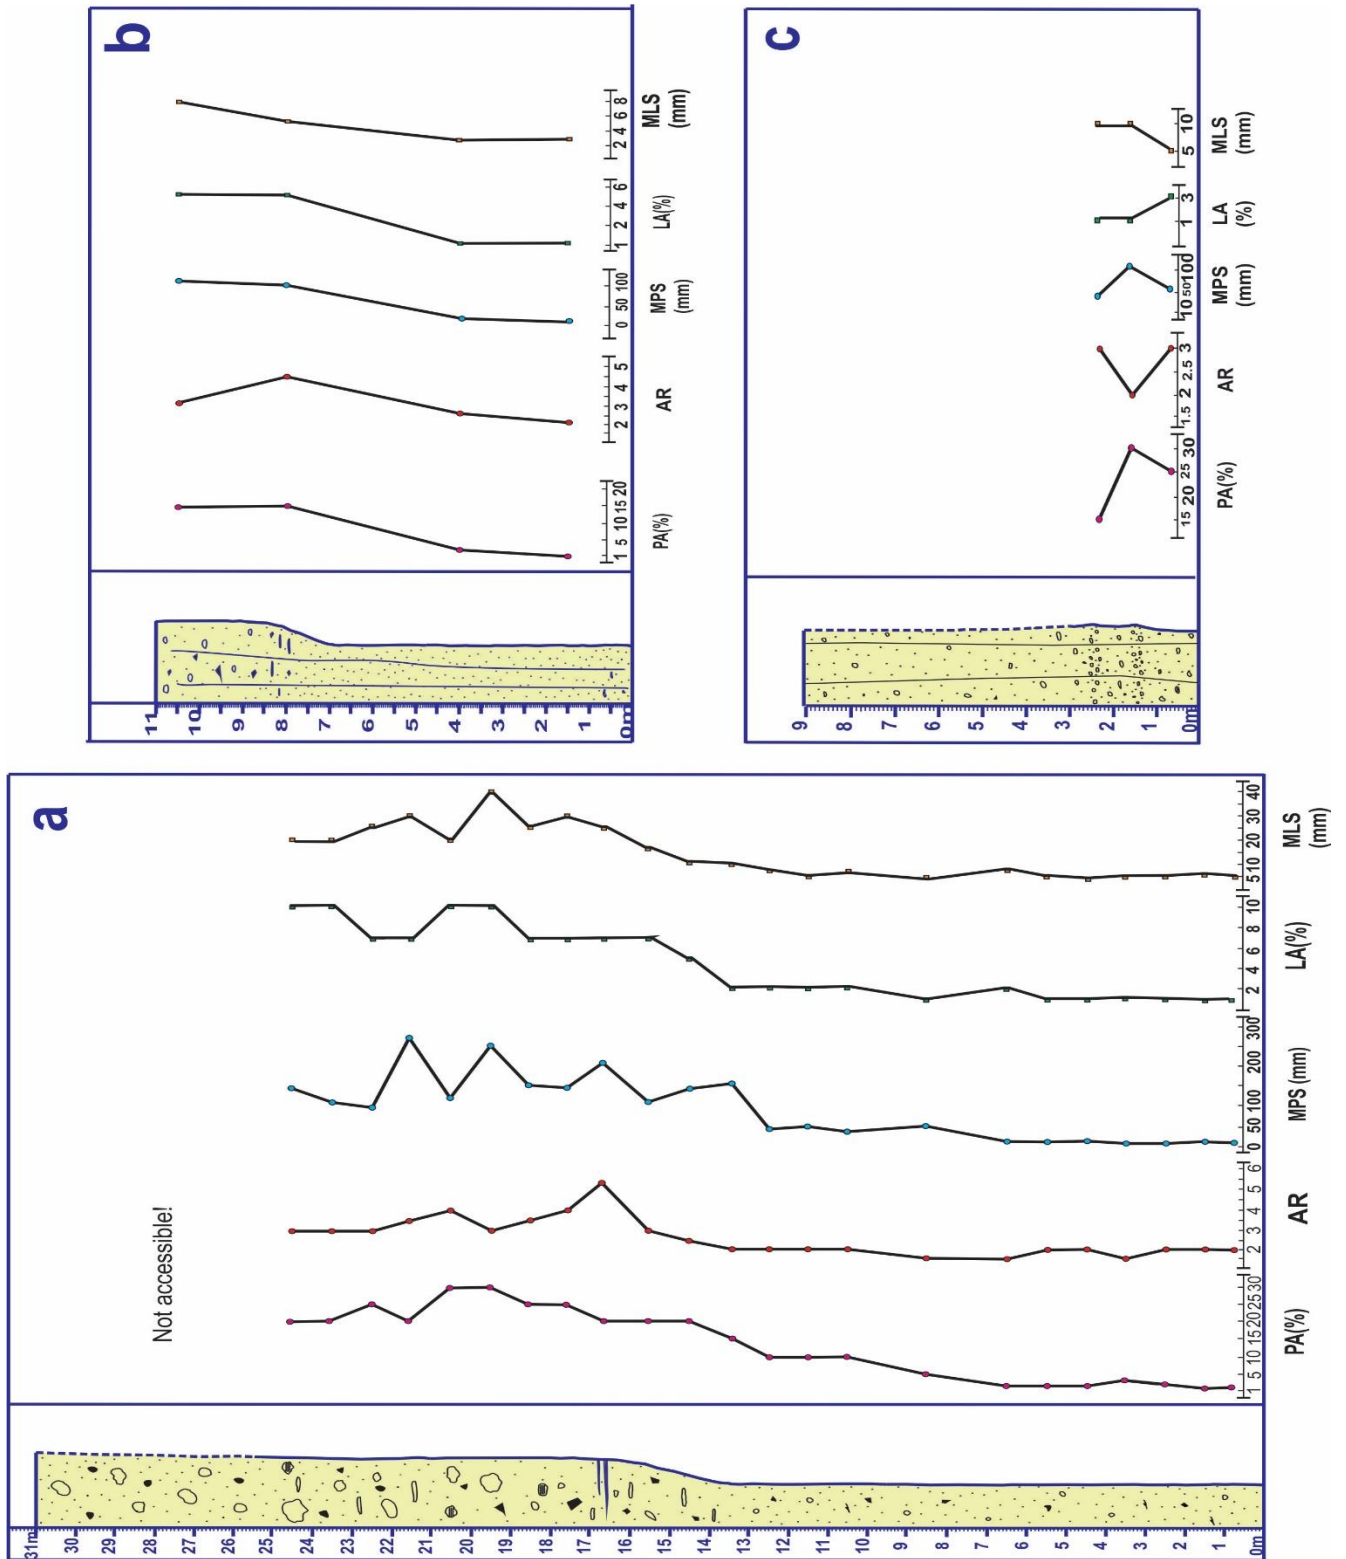 a
Not accessible!
31m
30
29
28
27
26
25
24
23
22
21
20
19
18
17
16
15
14
13
12
11
10
9
8
7
6
5
4
3
2
1
0m
1 5 10 15 20 25 30
2 3 4 5 6
0 50 100 200 300
2 4 6 8 10
5 10 20 30 40
PA(%)
AR
MPS (mm)
LA(%)
MLS
(mm)
b
11
10
9
8
7
6
5
4
3
2
1
0m
1 5 10 15 20
2 3 4 5
0 50 100
1 2 4 6
2 4 6 8
PA(%)
AR
MPS
(mm)
LA(%)
MLS
(mm)
c
9
8
7
6
5
4
3
2
1
0m
15 20 25 30
1.5 2 2.5 3
10 50 100
1 3
5 10
PA(%)
AR
MPS
(mm)
LA
(%)
MLS
(mm)